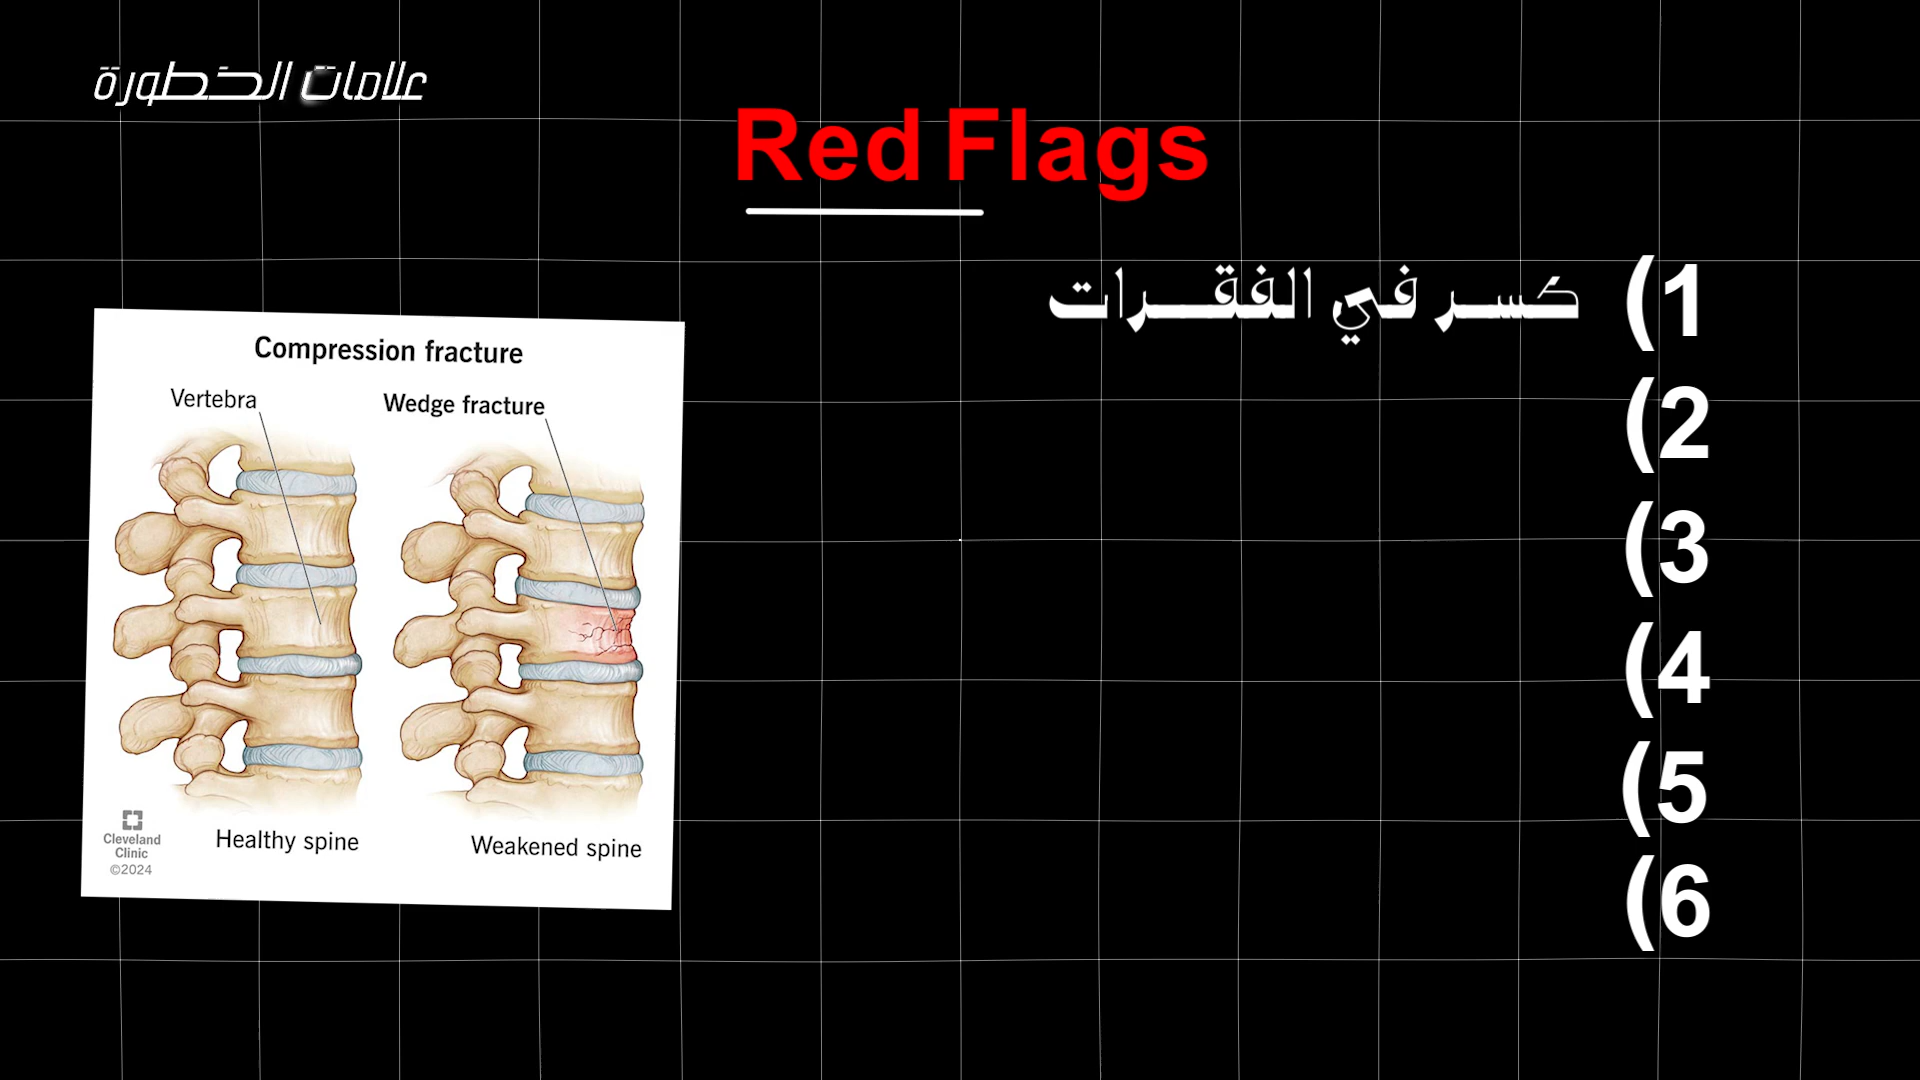 علامات الخطورة
Red Flags
1) كسر في الفقرات
2)
3)
4)
5)
6)
Compression fracture
Vertebra
Wedge fracture
Healthy spine
Weakened spine
Cleveland
Clinic
©2024